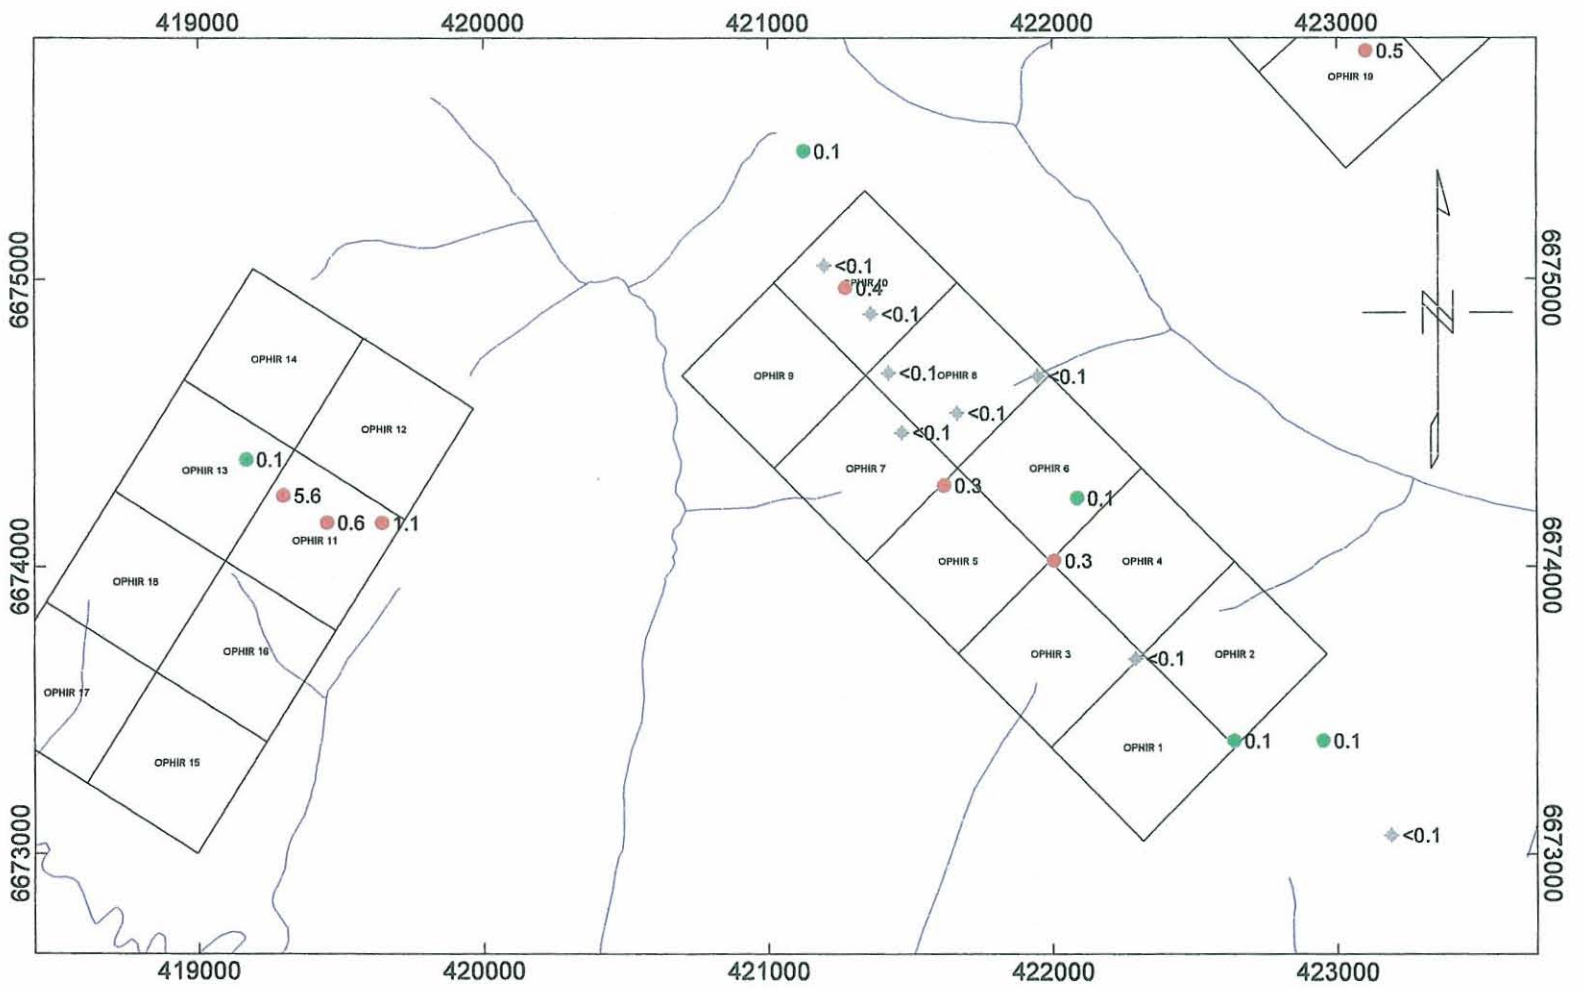 419000 420000 421000 422000 423000
0.5
OPHIR 19
0.1
6675000
6675000
<0.1
OPHIR 10
0.4
<0.1
OPHIR 14
OPHIR 9
<0.1
OPHIR 8
<0.1
<0.1
OPHIR 12
<0.1
OPHIR 13
0.1
OPHIR 7
OPHIR 6
0.3
0.1
5.6
0.6
1.1
OPHIR 11
N
6674000
6674000
OPHIR 5
0.3
OPHIR 4
OPHIR 18
OPHIR 16
OPHIR 3
<0.1
OPHIR 2
OPHIR 17
OPHIR 15
OPHIR 1
0.1
0.1
<0.1
6673000
6673000
419000 420000 421000 422000 423000